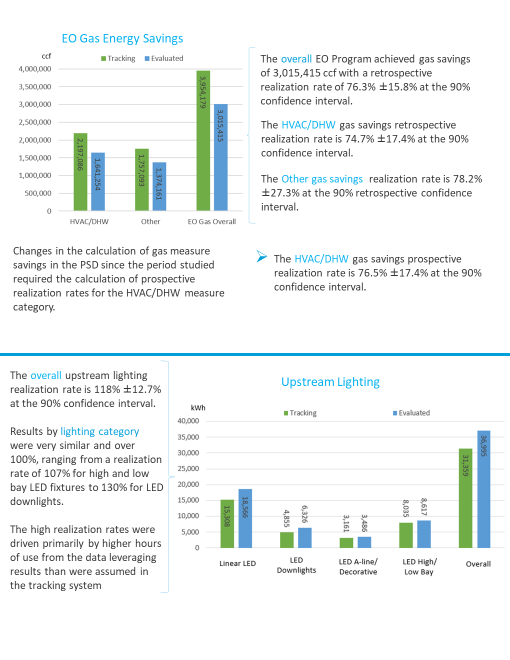 EO Gas Energy Savings
ccf
Tracking Evaluated
4,000,000
3,500,000
3,000,000
2,500,000
2,000,000
1,500,000
1,000,000
500,000
0
2,197,086
1,641,254
1,757,093
1,374,161
3,954,179
3,015,415
HVAC/DHW Other EO Gas Overall
The overall EO Program achieved gas savings
of 3,015,415 ccf with a retrospective
realization rate of 76.3% ±15.8% at the 90%
confidence interval.
The HVAC/DHW gas savings retrospective
realization rate is 74.7% ±17.4% at the 90%
confidence interval.
The Other gas savings realization rate is 78.2%
±27.3% at the 90% retrospective confidence
interval.
Changes in the calculation of gas measure
savings in the PSD since the period studied
required the calculation of prospective
realization rates for the HVAC/DHW measure
category.
The HVAC/DHW gas savings prospective
realization rate is 76.5% ±17.4% at the 90%
confidence interval.
The overall upstream lighting
realization rate is 118% ±12.7%
at the 90% confidence interval.
Results by lighting category
were very similar and over
100%, ranging from a realization
rate of 107% for high and low
bay LED fixtures to 130% for LED
downlights.
The high realization rates were
driven primarily by higher hours
of use from the data leveraging
results than were assumed in
the tracking system
Upstream Lighting
kWh
Tracking Evaluated
40,000
35,000
30,000
25,000
20,000
15,000
10,000
5,000
0
15,308
18,566
4,855
6,326
3,161
3,486
8,035
8,617
31,359
36,995
Linear LED
LED
Downlights
LED A-line/
Decorative
LED High/
Low Bay
Overall